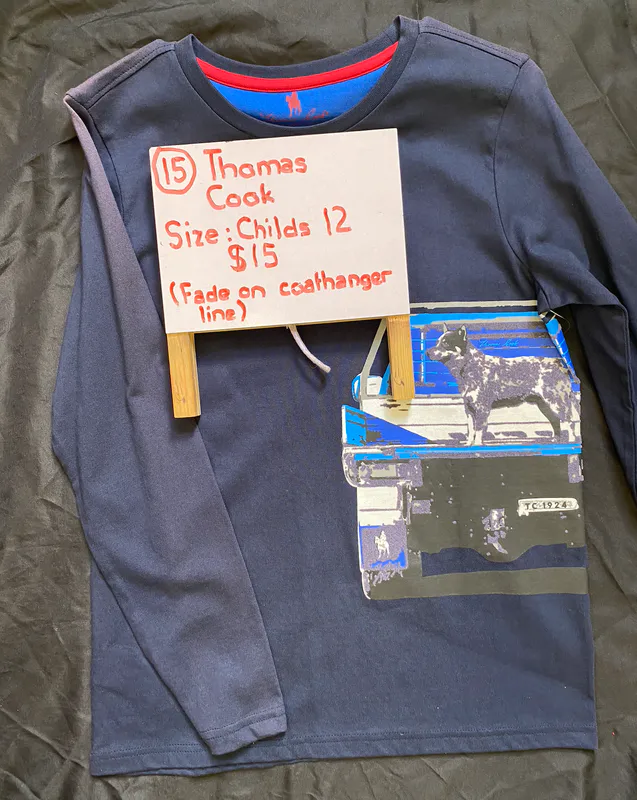 15 Thomas
Cook
Size: Childs 12
$15
(Fade on coathanger
line)
TC·1924